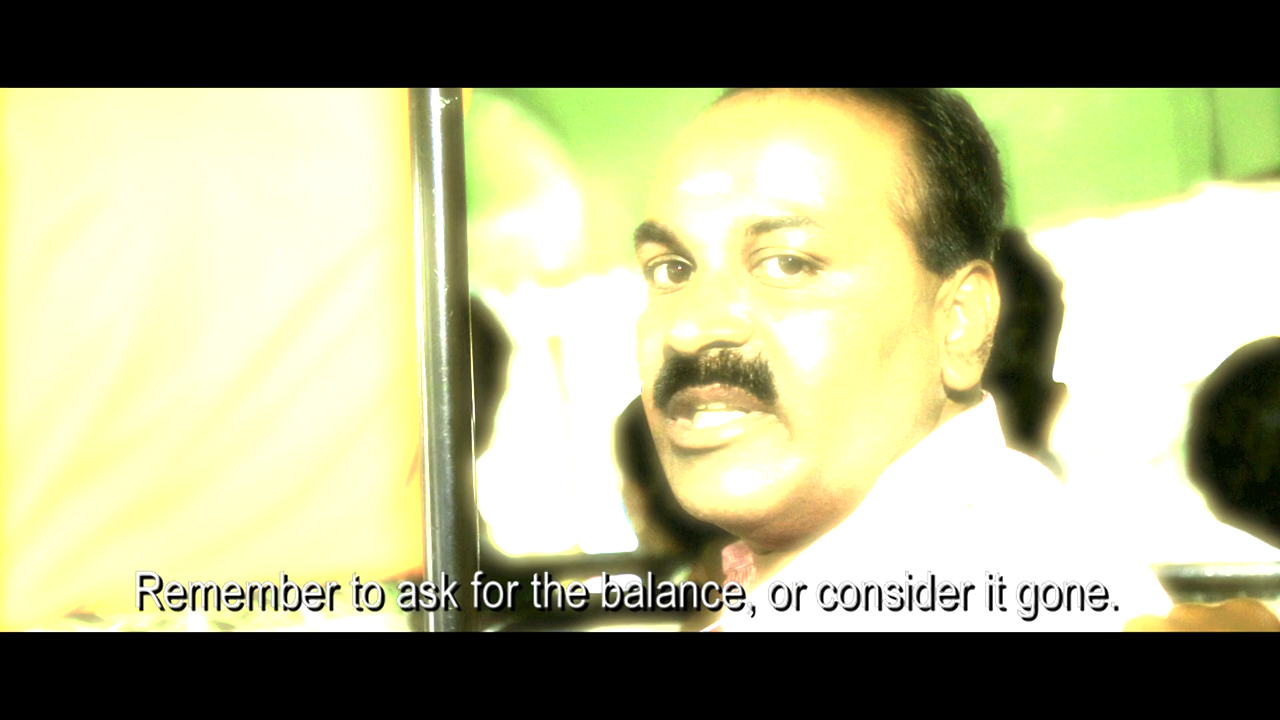 Remember to ask for the balance, or consider it gone.